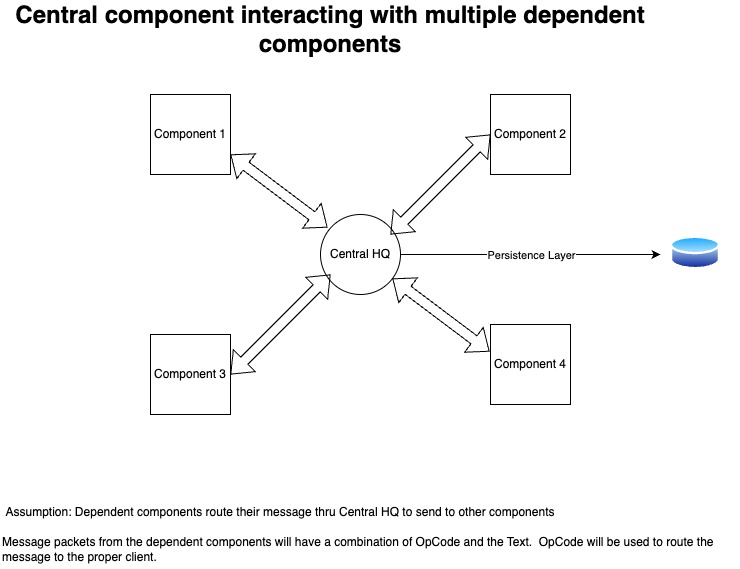 Central component interacting with multiple dependent
components
Component 1
Component 2
Central HQ
Persistence Layer
Component 3
Component 4
Assumption: Dependent components route their message thru Central HQ to send to other components
Message packets from the dependent components will have a combination of OpCode and the Text.  OpCode will be used to route the
message to the proper client.